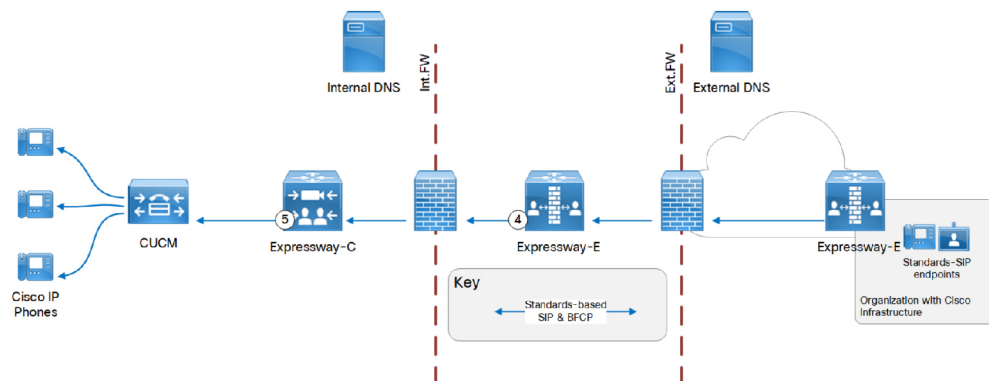 Internal DNS
Int.FW
Ext.FW
External DNS
5
4
CUCM
Expressway-C
Expressway-E
Expressway-E
Standards-SIP
endpoints
Cisco IP
Phones
Key
Standards-based
SIP & BFCP
Organization with Cisco
Infrastructure